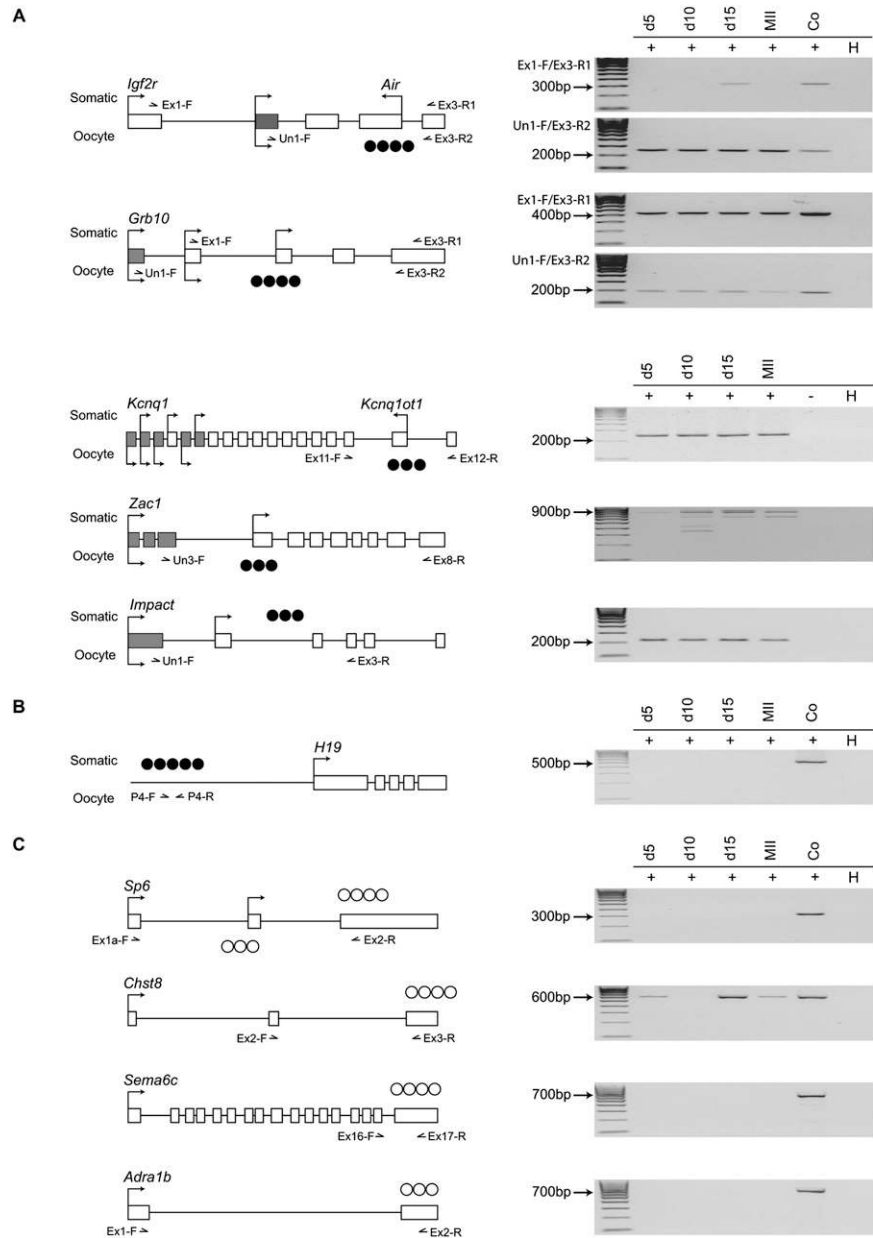 A
d5 d10 d15 MII Co
+ + + + + H
Igf2r
Air
Somatic
Oocyte
Ex1-F
Un1-F
Ex3-R1
Ex3-R2
Ex1-F/Ex3-R1
300bp
Un1-F/Ex3-R2
200bp
Grb10
Somatic
Oocyte
Ex1-F
Un1-F
Ex3-R1
Ex3-R2
Ex1-F/Ex3-R1
400bp
Un1-F/Ex3-R2
200bp
d5 d10 d15 MII
+ + + + - H
Kcnq1
Kcnq1ot1
Somatic
Oocyte
Ex11-F
Ex12-R
200bp
Zac1
Somatic
Oocyte
Un3-F
Ex8-R
900bp
Impact
Somatic
Oocyte
Un1-F
Ex3-R
200bp
B
d5 d10 d15 MII Co
+ + + + + H
H19
Somatic
Oocyte
P4-F P4-R
500bp
C
d5 d10 d15 MII Co
+ + + + + H
Sp6
Ex1a-F
Ex2-R
300bp
Chst8
Ex2-F
Ex3-R
600bp
Sema6c
Ex16-F
Ex17-R
700bp
Adra1b
Ex1-F
Ex2-R
700bp